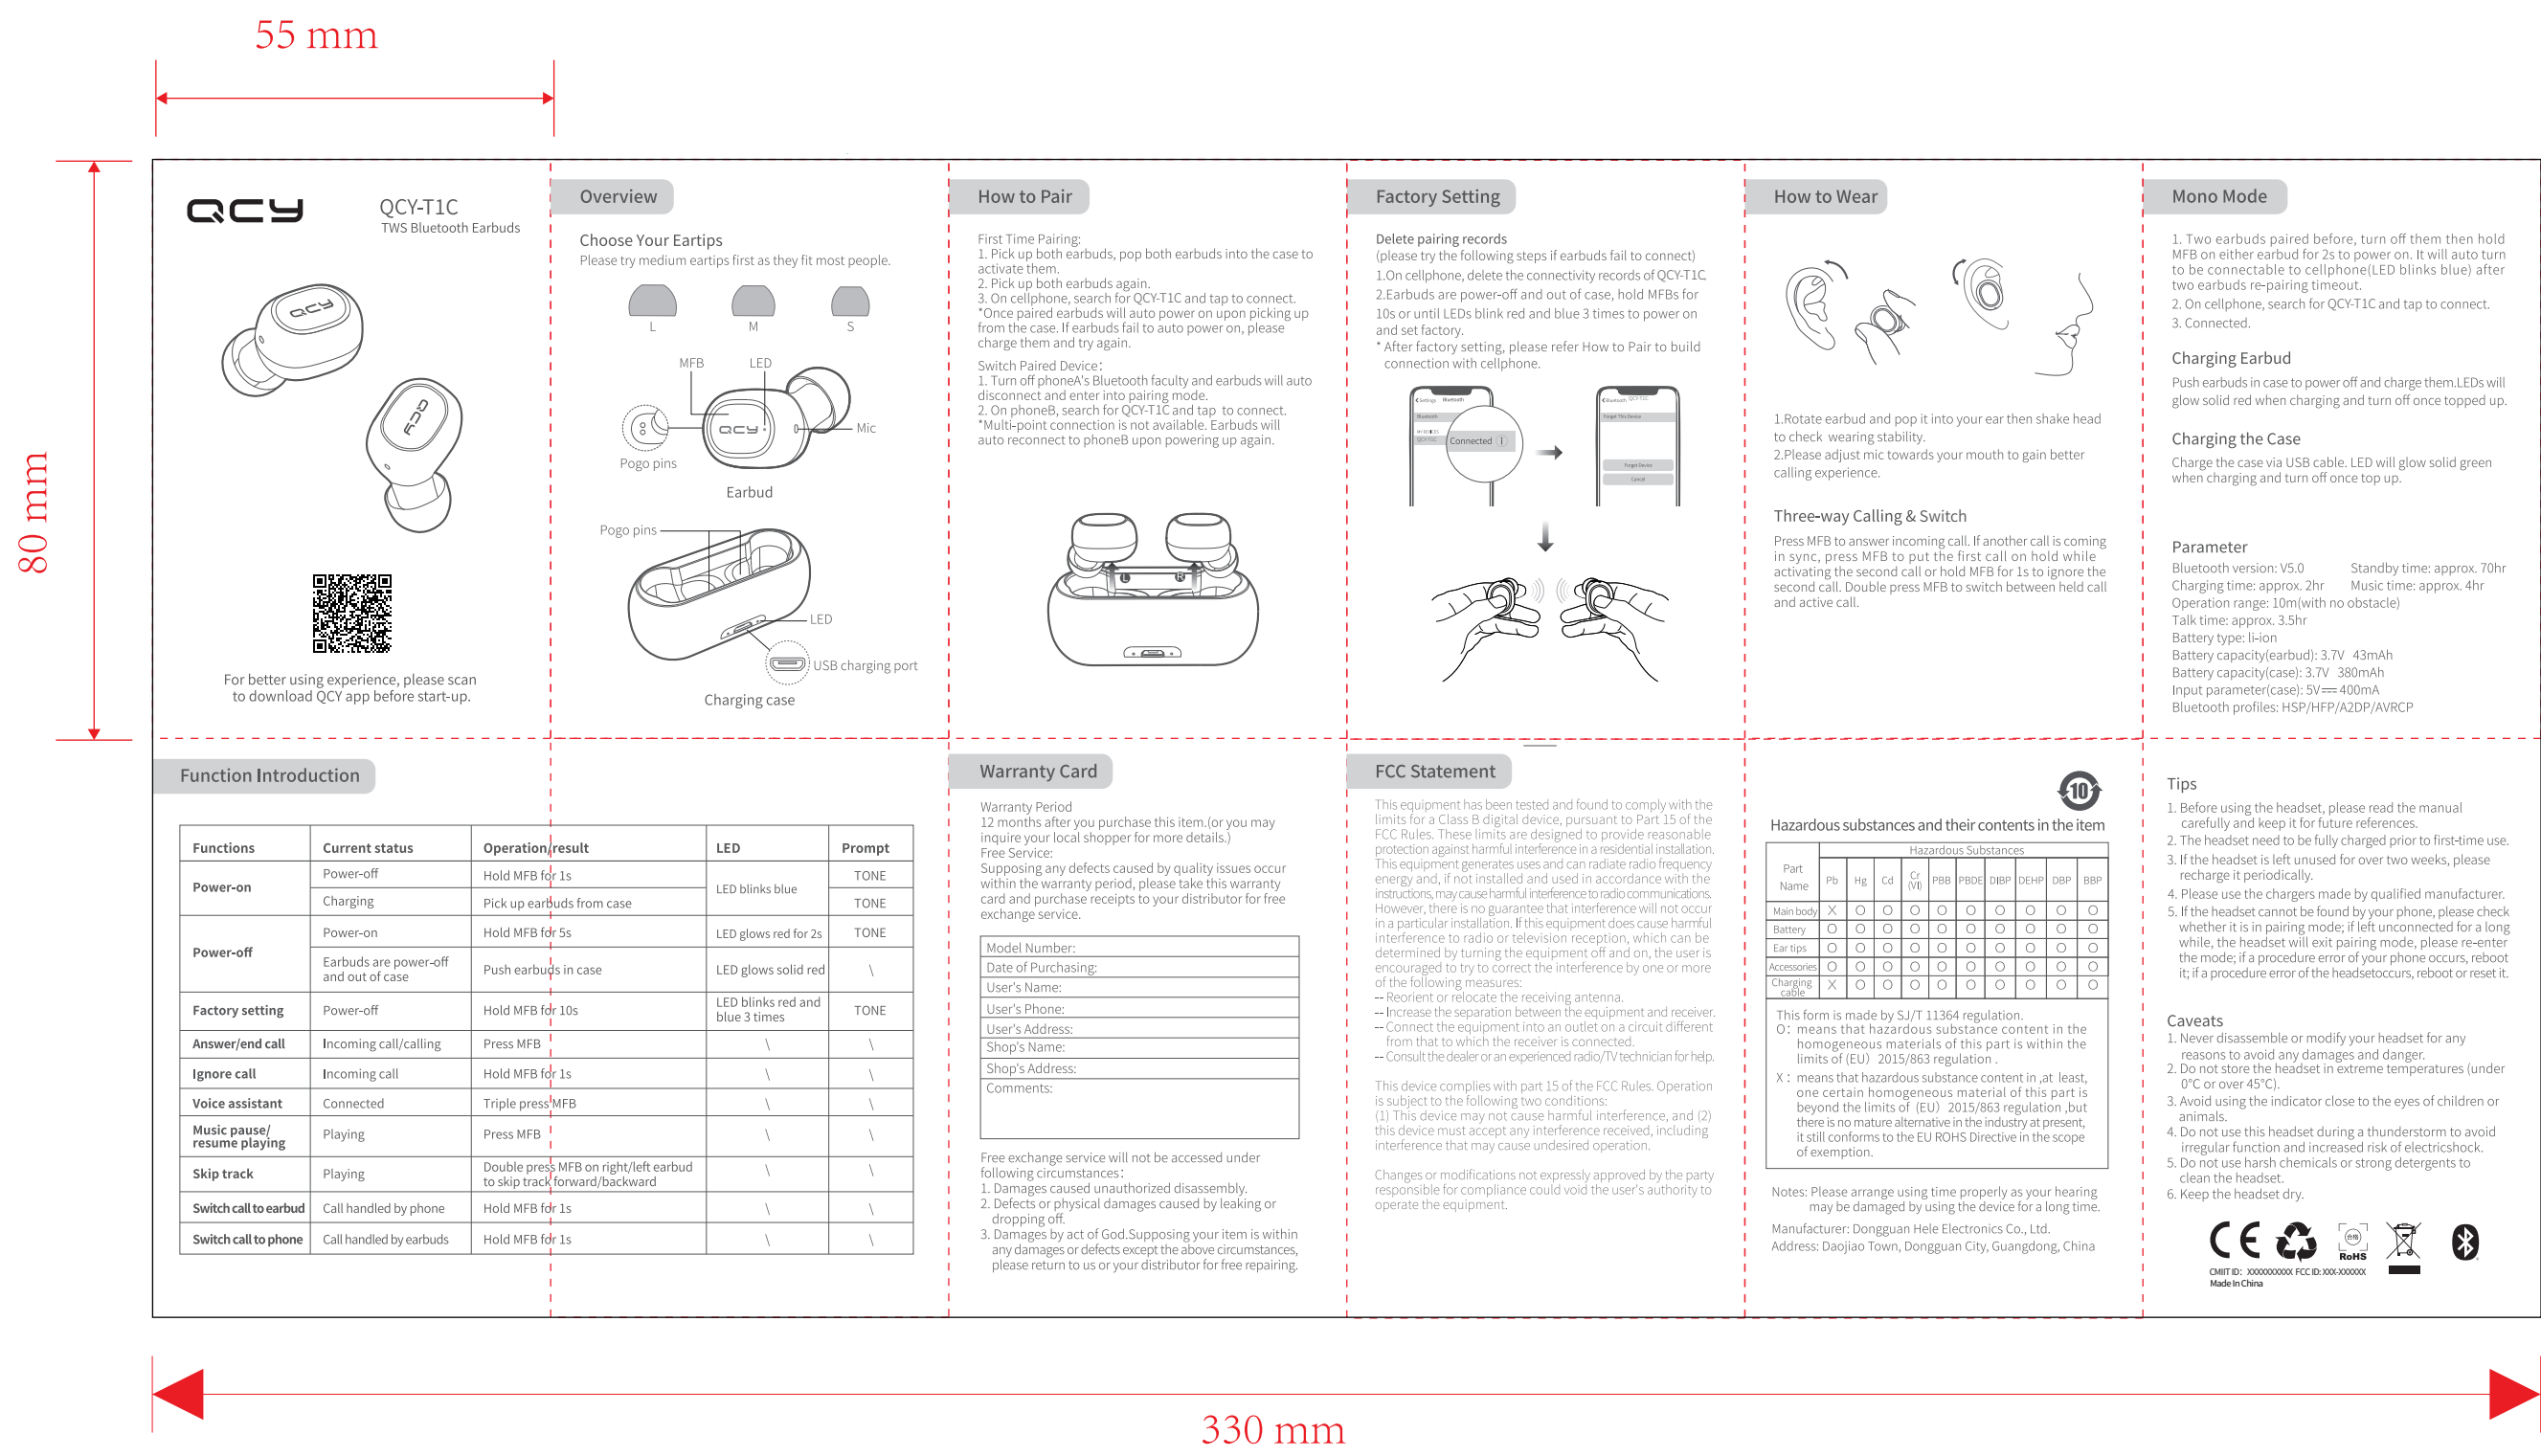 55 mm
80 mm
QCY
QCY-T1C
TWS Bluetooth Earbuds
QCY
QCY
For better using experience, please scan
to download QCY app before start-up.
Overview
Choose Your Eartips
Please try medium eartips first as they fit most people.
L
M
S
MFB
LED
QCY
Mic
Pogo pins
Earbud
Pogo pins
LED
USB charging port
Charging case
How to Pair
First Time Pairing:
1. Pick up both earbuds, pop both earbuds into the case to
activate them.
2. Pick up both earbuds again.
3. On cellphone, search for QCY-T1C and tap to connect.
*Once paired earbuds will auto power on upon picking up
from the case. If earbuds fail to auto power on, please
charge them and try again.
Switch Paired Device:
1. Turn off phoneA's Bluetooth faculty and earbuds will auto
disconnect and enter into pairing mode.
2. On phoneB, search for QCY-T1C and tap  to connect.
*Multi-point connection is not available. Earbuds will
auto reconnect to phoneB upon powering up again.
L
R
Factory Setting
Delete pairing records
(please try the following steps if earbuds fail to connect)
1.On cellphone, delete the connectivity records of QCY-T1C.
2.Earbuds are power-off and out of case, hold MFBs for
10s or until LEDs blink red and blue 3 times to power on
and set factory.
* After factory setting, please refer How to Pair to build
connection with cellphone.
Settings Bluetooth
Bluetooth
MY DEVICES
QCY-T1C
Connected i
Bluetooth QCY-T1C
Forget This Device
Forget Device
Cancel
How to Wear
1.Rotate earbud and pop it into your ear then shake head
to check  wearing stability.
2.Please adjust mic towards your mouth to gain better
calling experience.
Three-way Calling & Switch
Press MFB to answer incoming call. If another call is coming
in sync, press MFB to put the first call on hold while
activating the second call or hold MFB for 1s to ignore the
second call. Double press MFB to switch between held call
and active call.
Mono Mode
1. Two earbuds paired before, turn off them then hold
MFB on either earbud for 2s to power on. It will auto turn
to be connectable to cellphone(LED blinks blue) after
two earbuds re-pairing timeout.
2. On cellphone, search for QCY-T1C and tap to connect.
3. Connected.
Charging Earbud
Push earbuds in case to power off and charge them.LEDs will
glow solid red when charging and turn off once topped up.
Charging the Case
Charge the case via USB cable. LED will glow solid green
when charging and turn off once top up.
Parameter
Bluetooth version: V5.0 Standby time: approx. 70hr
Charging time: approx. 2hr Music time: approx. 4hr
Operation range: 10m(with no obstacle)
Talk time: approx. 3.5hr
Battery type: li-ion
Battery capacity(earbud): 3.7V  43mAh
Battery capacity(case): 3.7V  380mAh
Input parameter(case): 5V⎓400mA
Bluetooth profiles: HSP/HFP/A2DP/AVRCP
Function Introduction
Functions Current status Operation/result LED Prompt
Power-on Power-off Hold MFB for 1s LED blinks blue TONE
Charging Pick up earbuds from case TONE
Power-off Power-on Hold MFB for 5s LED glows red for 2s TONE
Earbuds are power-off
and out of case Push earbuds in case LED glows solid red \
Factory setting Power-off Hold MFB for 10s LED blinks red and
blue 3 times TONE
Answer/end call Incoming call/calling Press MFB \ \
Ignore call Incoming call Hold MFB for 1s \ \
Voice assistant Connected Triple press MFB \ \
Music pause/
resume playing Playing Press MFB \ \
Skip track Playing Double press MFB on right/left earbud
to skip track forward/backward \ \
Switch call to earbud Call handled by phone Hold MFB for 1s \ \
Switch call to phone Call handled by earbuds Hold MFB for 1s \ \
Warranty Card
Warranty Period
12 months after you purchase this item.(or you may
inquire your local shopper for more details.)
Free Service:
Supposing any defects caused by quality issues occur
within the warranty period, please take this warranty
card and purchase receipts to your distributor for free
exchange service.
Model Number:
Date of Purchasing:
User's Name:
User's Phone:
User's Address:
Shop's Name:
Shop's Address:
Comments:
Free exchange service will not be accessed under
following circumstances:
1. Damages caused unauthorized disassembly.
2. Defects or physical damages caused by leaking or
dropping off.
3. Damages by act of God.Supposing your item is within
any damages or defects except the above circumstances,
please return to us or your distributor for free repairing.
FCC Statement
This equipment has been tested and found to comply with the
limits for a Class B digital device, pursuant to Part 15 of the
FCC Rules. These limits are designed to provide reasonable
protection against harmful interference in a residential installation.
This equipment generates uses and can radiate radio frequency
energy and, if not installed and used in accordance with the
instructions, may cause harmful interference to radio communications.
However, there is no guarantee that interference will not occur
in a particular installation. If this equipment does cause harmful
interference to radio or television reception, which can be
determined by turning the equipment off and on, the user is
encouraged to try to correct the interference by one or more
of the following measures:
-- Reorient or relocate the receiving antenna.
-- Increase the separation between the equipment and receiver.
-- Connect the equipment into an outlet on a circuit different
from that to which the receiver is connected.
-- Consult the dealer or an experienced radio/TV technician for help.
This device complies with part 15 of the FCC Rules. Operation
is subject to the following two conditions:
(1) This device may not cause harmful interference, and (2)
this device must accept any interference received, including
interference that may cause undesired operation.
Changes or modifications not expressly approved by the party
responsible for compliance could void the user's authority to
operate the equipment.
10
Hazardous substances and their contents in the item
Part
Name
Hazardous Substances
Pb Hg Cd Cr
(VI) PBB PBDE DIBP DEHP DBP BBP
Main body X O O O O O O O O O
Battery O O O O O O O O O O
Ear tips O O O O O O O O O O
Accessories O O O O O O O O O O
Charging
cable X O O O O O O O O O
This form is made by SJ/T 11364 regulation.
O: means that hazardous substance content in the
homogeneous materials of this part is within the
limits of (EU) 2015/863 regulation .
X : means that hazardous substance content in ,at least,
one certain homogeneous material of this part is
beyond the limits of (EU) 2015/863 regulation ,but
there is no mature alternative in the industry at present,
it still conforms to the EU ROHS Directive in the scope
of exemption.
Notes: Please arrange using time properly as your hearing
may be damaged by using the device for a long time.
Manufacturer: Dongguan Hele Electronics Co., Ltd.
Address: Daojiao Town, Dongguan City, Guangdong, China
Tips
1. Before using the headset, please read the manual
carefully and keep it for future references.
2. The headset need to be fully charged prior to first-time use.
3. If the headset is left unused for over two weeks, please
recharge it periodically.
4. Please use the chargers made by qualified manufacturer.
5. If the headset cannot be found by your phone, please check
whether it is in pairing mode; if left unconnected for a long
while, the headset will exit pairing mode, please re-enter
the mode; if a procedure error of your phone occurs, reboot
it; if a procedure error of the headsetoccurs, reboot or reset it.
Caveats
1. Never disassemble or modify your headset for any
reasons to avoid any damages and danger.
2. Do not store the headset in extreme temperatures (under
0°C or over 45°C).
3. Avoid using the indicator close to the eyes of children or
animals.
4. Do not use this headset during a thunderstorm to avoid
irregular function and increased risk of electricshock.
5. Do not use harsh chemicals or strong detergents to
clean the headset.
6. Keep the headset dry.
CE
合格
RoHS
CMIIT ID: XXXXXXXXXX FCC ID: XXX-XXXXXX
Made In China
330 mm